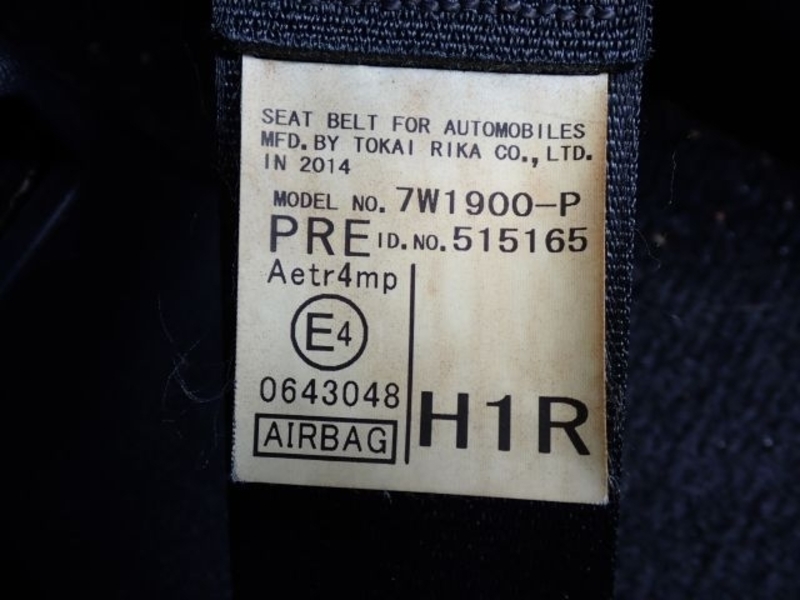 SEAT BELT FOR AUTOMOBILES
MFD. BY TOKAI RIKA CO., LTD.
IN 2014
MODEL NO. 7W1900-P
PRE ID. NO. 515165
Aetr4mp
E4
0643048
AIRBAG
H1R